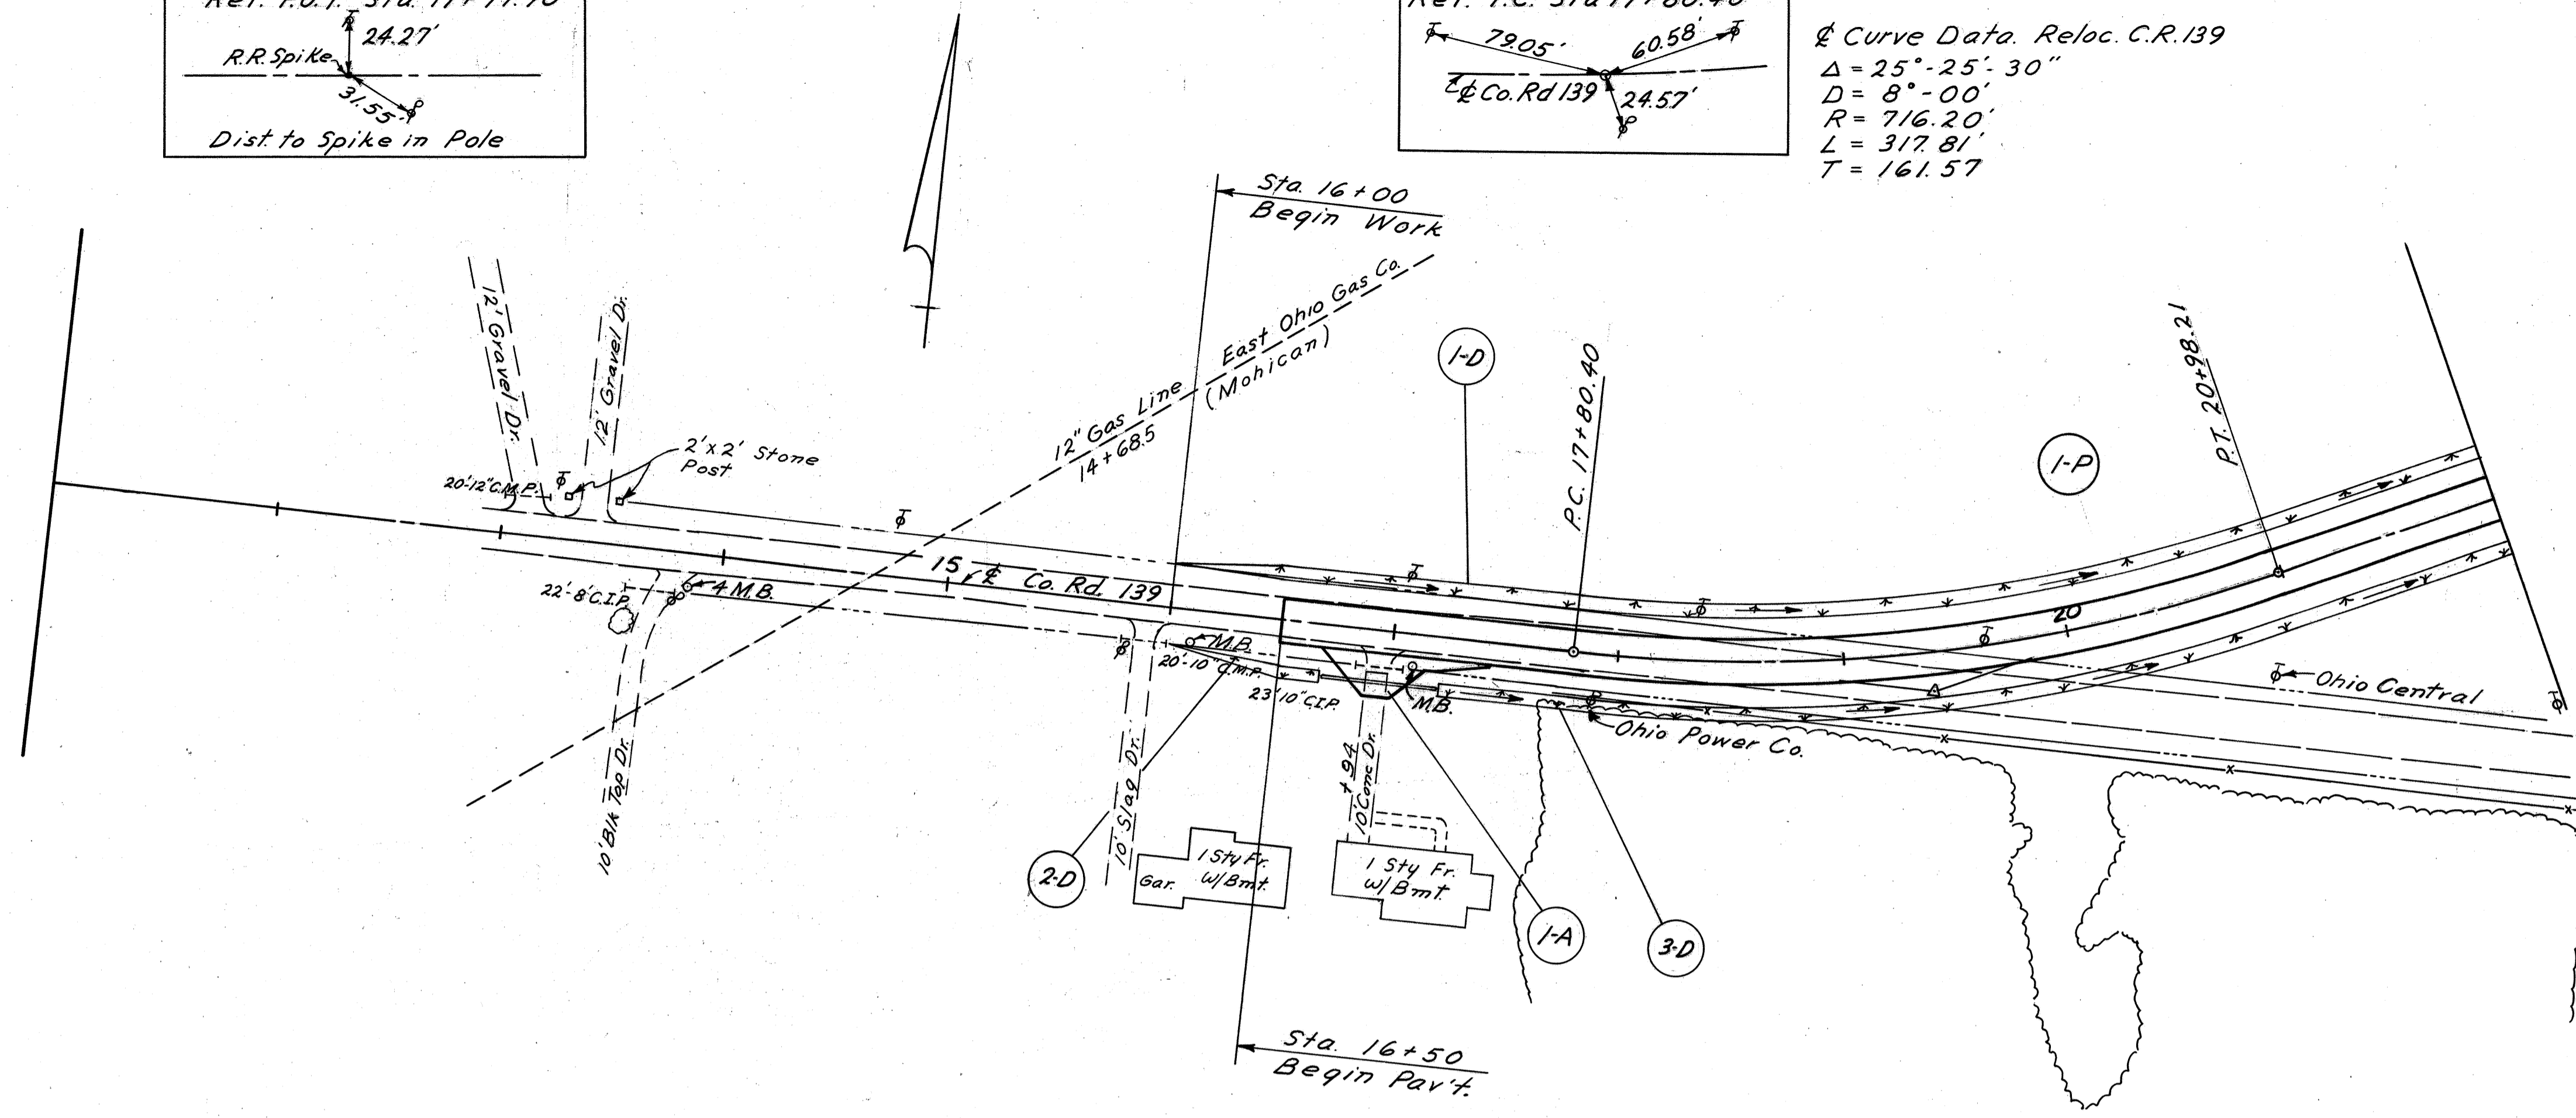 24.27'
R.R. Spike
31.55'
Dist. to Spike in Pole
79.05'
60.58'
℄ Co. Rd 139
24.57'
℄ Curve Data. Reloc. C.R. 139
Δ = 25°-25'-30"
D = 8°-00'
R = 716.20'
L = 317.81'
T = 161.57
Sta. 16+00
Begin Work
12" Gas Line
14+68.5
East Ohio Gas Co.
(Mohican)
12' Gravel Dr.
12' Gravel Dr.
2'x2' Stone
Post
20'-12" C.M.P.
1-D
P.C. 17+80.40
1-P
P.T. 20+98.21
15
℄ Co. Rd. 139
20
22'-8" C.I.P.
4 M.B.
M.B.
20'-10" C.M.P.
23'10" C.I.P.
M.B.
Ohio Central
Ohio Power Co.
10' Blk Top Dr.
10' Slag Dr.
+94
10' Conc Dr.
2-D
Gar.
1 Sty Fr.
W/Bmt.
1 Sty Fr.
W/Bmt.
1-A
3-D
Sta. 16+50
Begin Pav't.